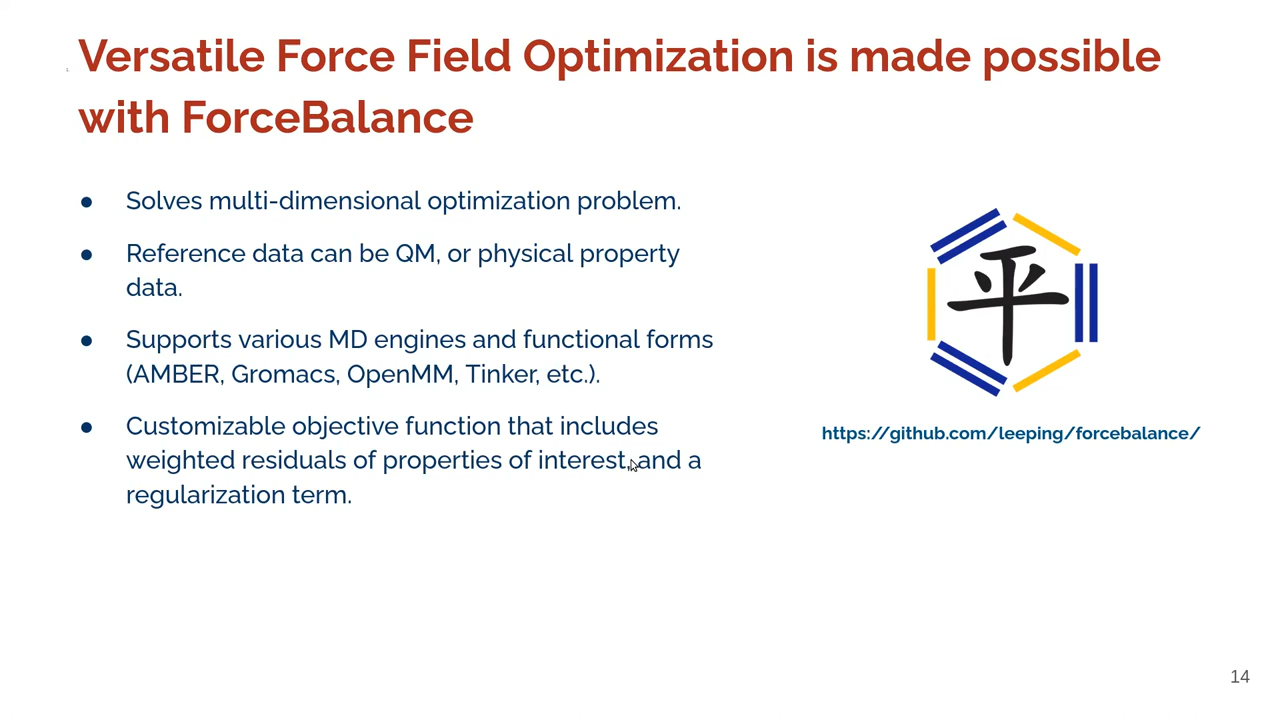 Versatile Force Field Optimization is made possible
with ForceBalance
● Solves multi-dimensional optimization problem.
● Reference data can be QM, or physical property
data.
● Supports various MD engines and functional forms
(AMBER, Gromacs, OpenMM, Tinker, etc.).
● Customizable objective function that includes
weighted residuals of properties of interest, and a
regularization term.
平
https://github.com/leeping/forcebalance/
14